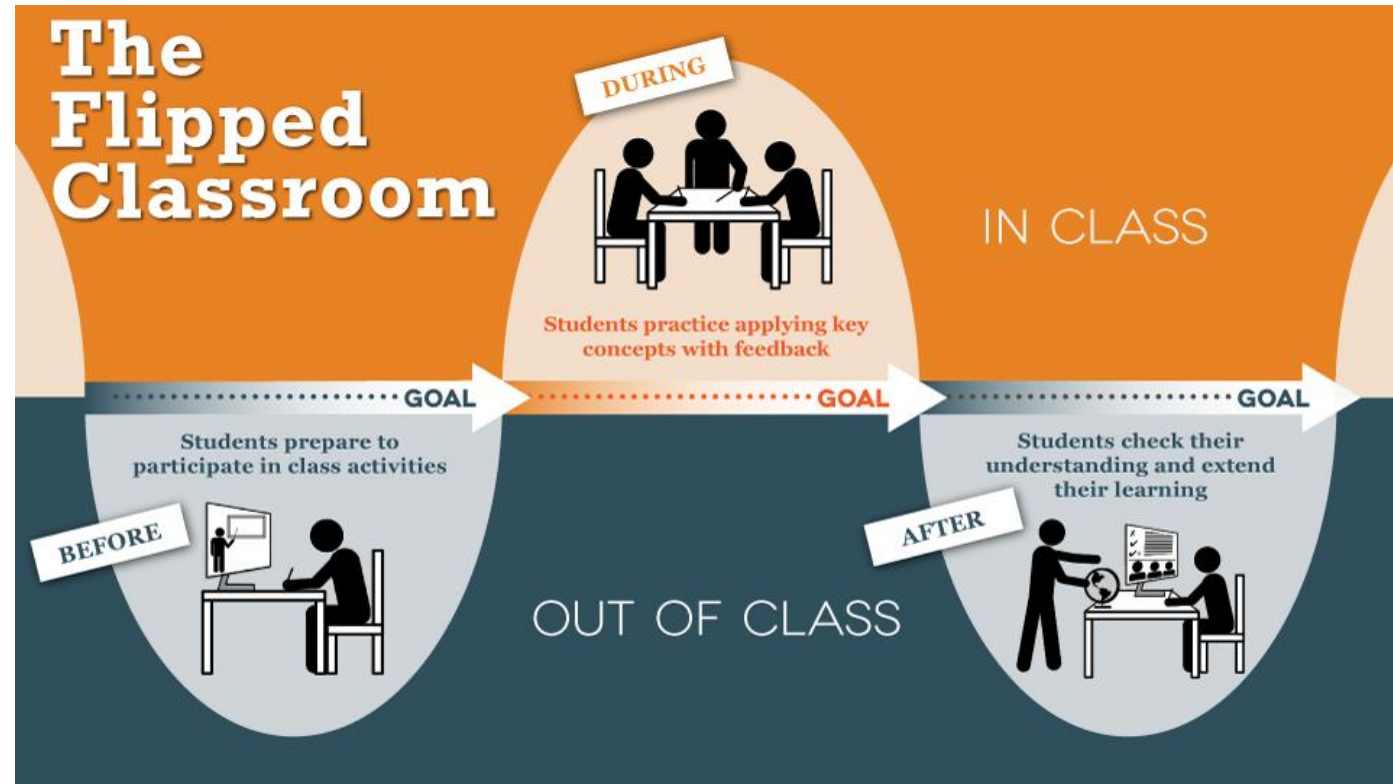 The
Flipped
Classroom
DURING
IN CLASS
Students practice applying key
concepts with feedback
GOAL
GOAL
GOAL
Students prepare to
participate in class activities
BEFORE
Students check their
understanding and extend
their learning
AFTER
OUT OF CLASS